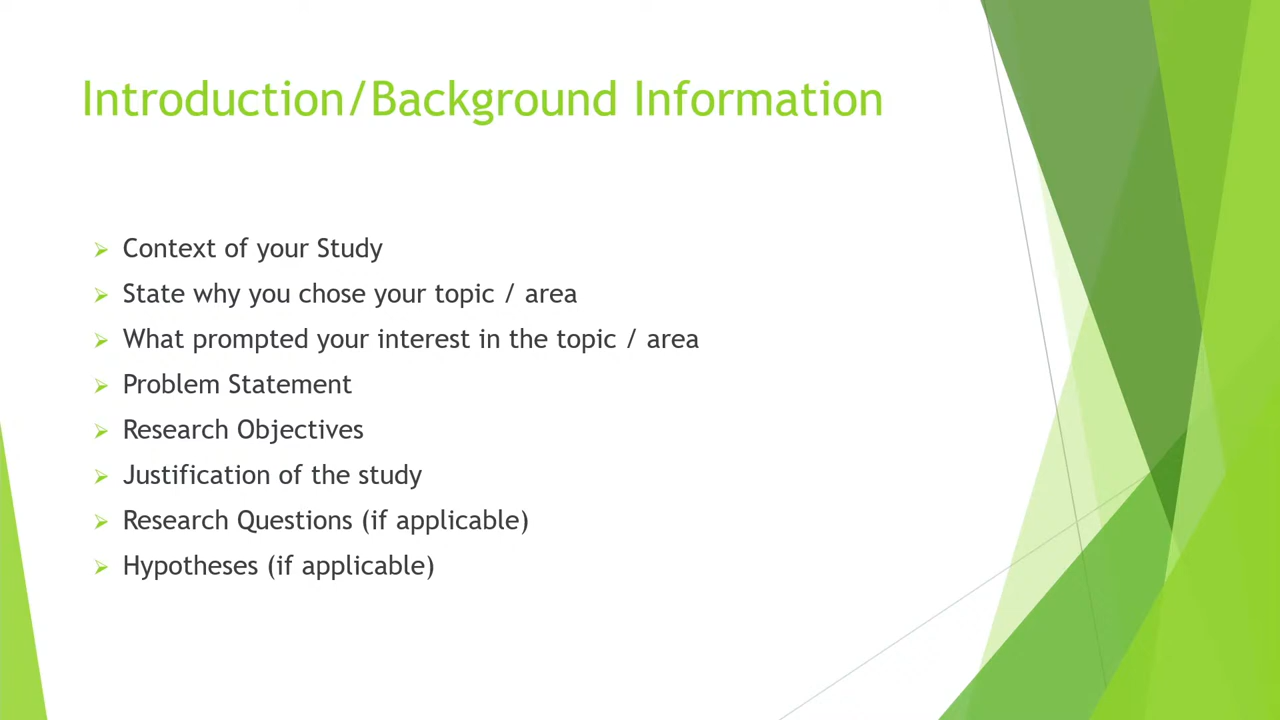 Introduction/Background Information
Context of your Study
State why you chose your topic / area
What prompted your interest in the topic / area
Problem Statement
Research Objectives
Justification of the study
Research Questions (if applicable)
Hypotheses (if applicable)